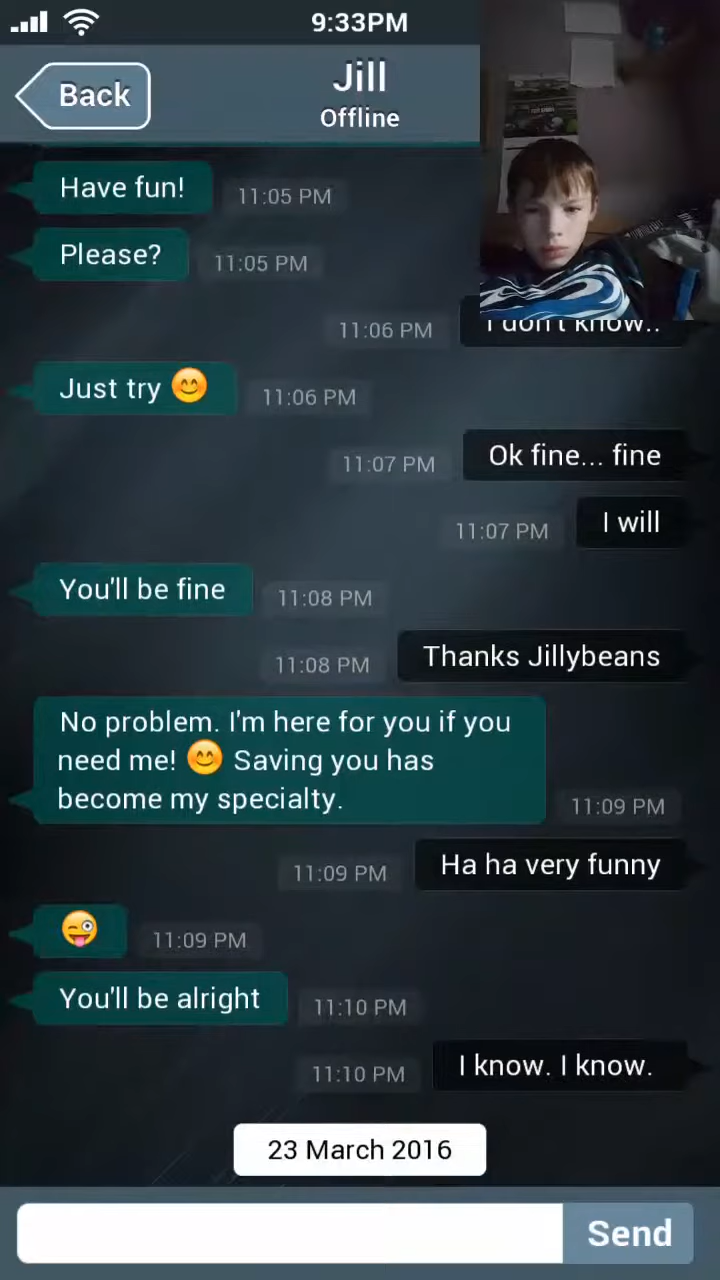 9:33PM
Back
Jill
Offline
Have fun!
11:05 PM
Please?
11:05 PM
11:06 PM
I don't know..
Just try 😊
11:06 PM
11:07 PM
Ok fine... fine
11:07 PM
I will
You'll be fine
11:08 PM
11:08 PM
Thanks Jillybeans
No problem. I'm here for you if you
need me! 😊 Saving you has
become my specialty.
11:09 PM
11:09 PM
Ha ha very funny
😜
11:09 PM
You'll be alright
11:10 PM
11:10 PM
I know. I know.
23 March 2016
Send